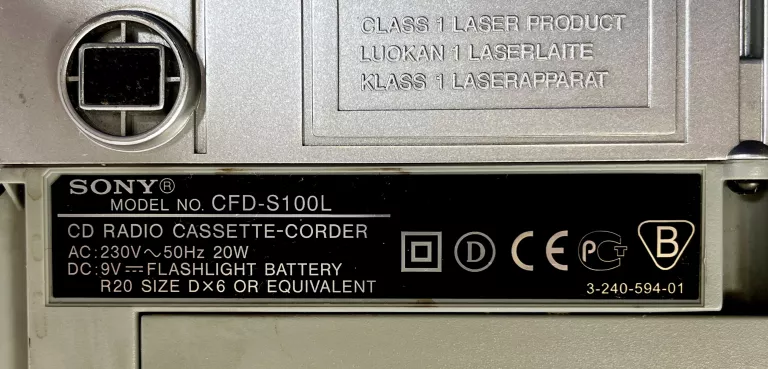 CLASS 1 LASER PRODUCT
LUOKAN 1 LASERLAITE
KLASS 1 LASERAPPARAT
SONY®
MODEL NO. CFD-S100L
CD RADIO CASSETTE-CORDER
AC:230V～50Hz 20W
DC:9V⎓FLASHLIGHT BATTERY
R20 SIZE D×6 OR EQUIVALENT
D CE PCT B
3-240-594-01